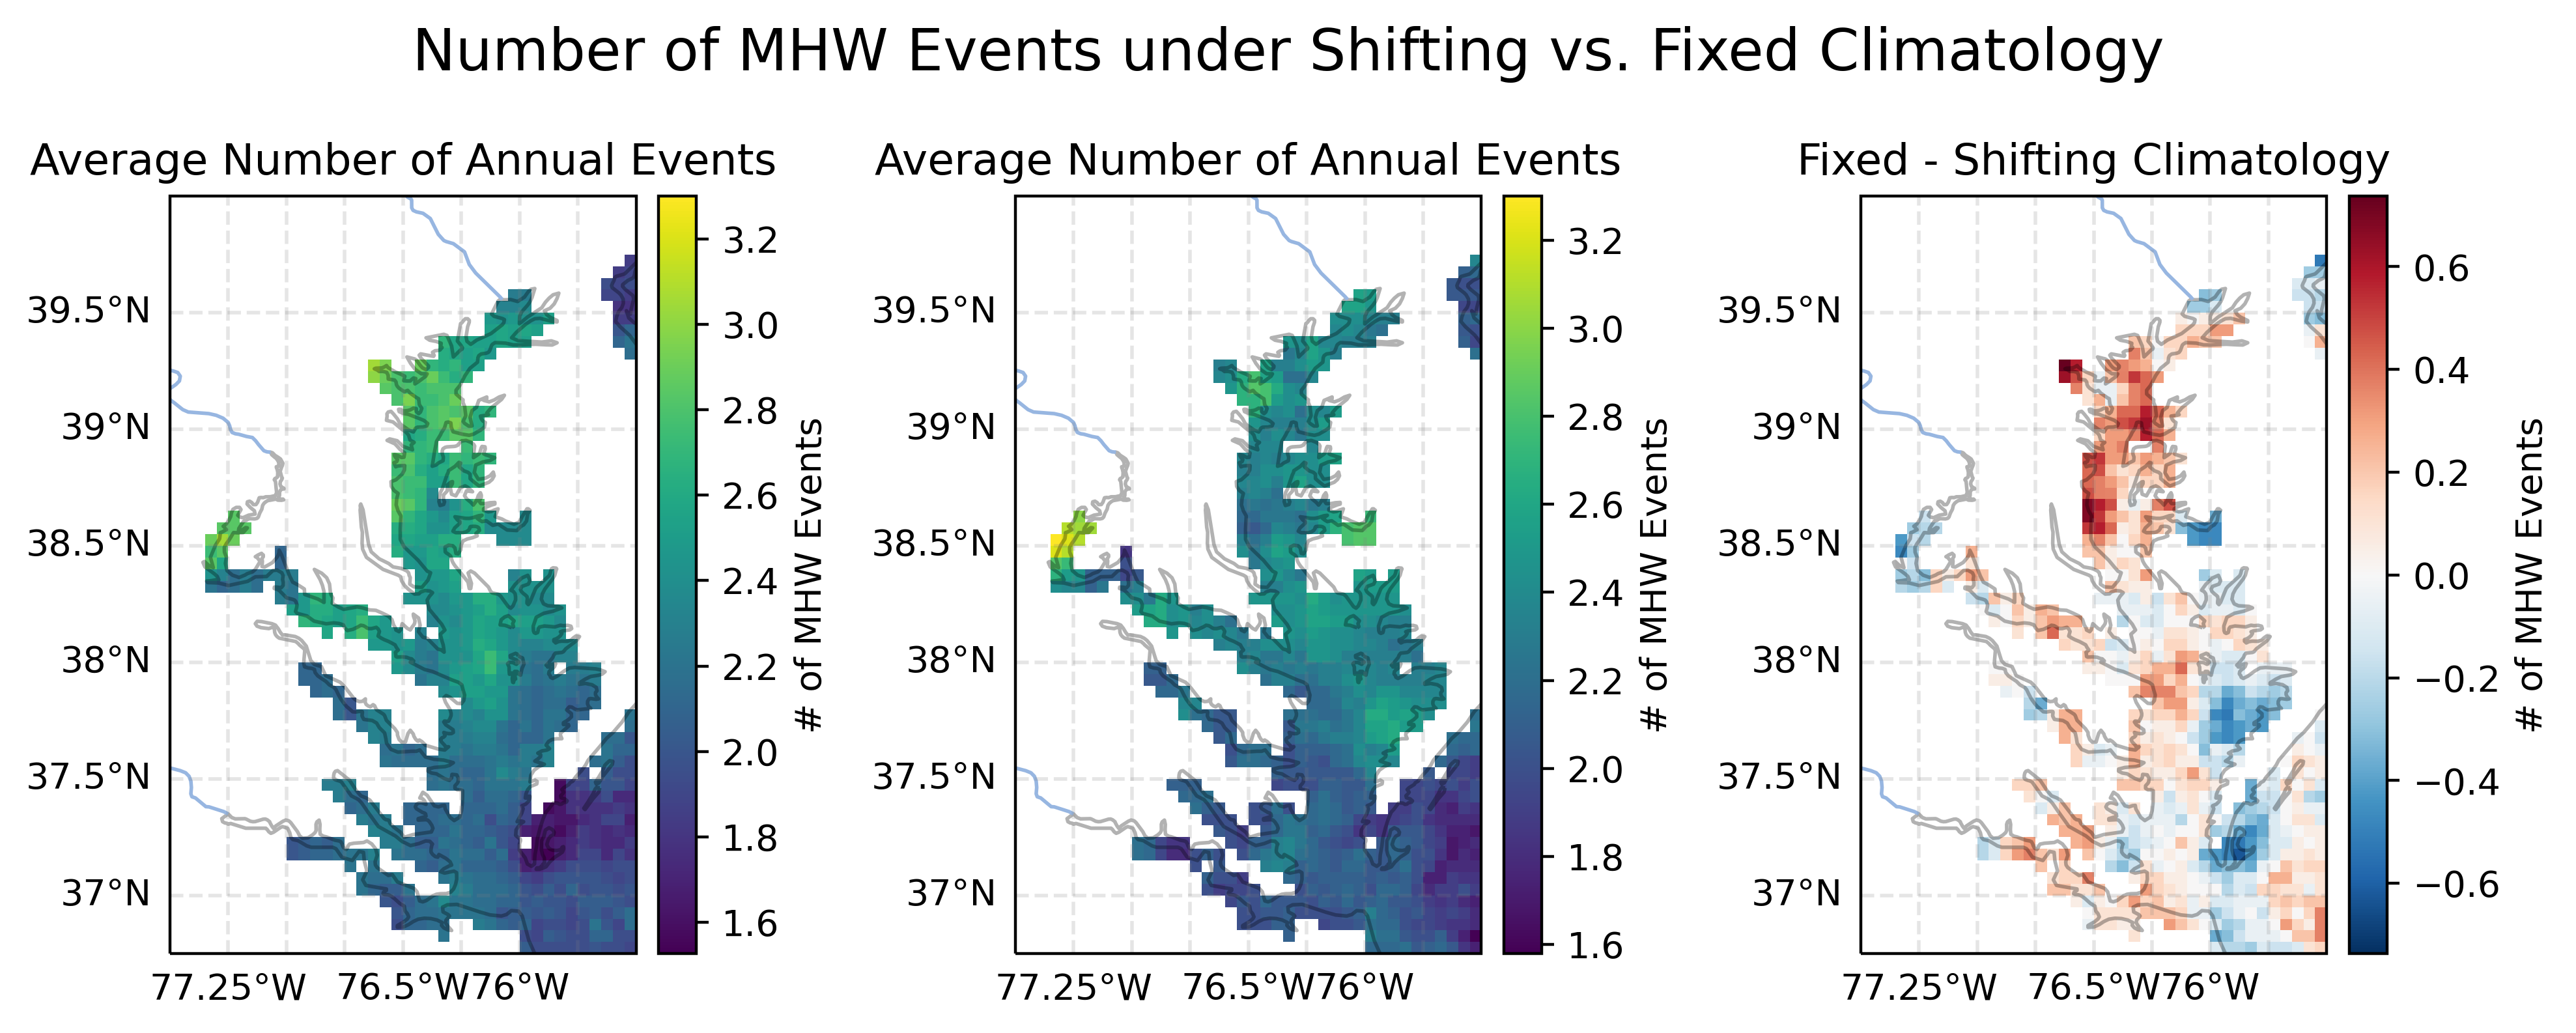 Number of MHW Events under Shifting vs. Fixed Climatology
Average Number of Annual Events
39.5°N
39°N
38.5°N
38°N
37.5°N
37°N
77.25°W
76.5°W
76°W
3.2
3.0
2.8
2.6
2.4
2.2
2.0
1.8
1.6
# of MHW Events
Average Number of Annual Events
39.5°N
39°N
38.5°N
38°N
37.5°N
37°N
77.25°W
76.5°W
76°W
3.2
3.0
2.8
2.6
2.4
2.2
2.0
1.8
1.6
# of MHW Events
Fixed - Shifting Climatology
39.5°N
39°N
38.5°N
38°N
37.5°N
37°N
77.25°W
76.5°W
76°W
0.6
0.4
0.2
0.0
−0.2
−0.4
−0.6
# of MHW Events